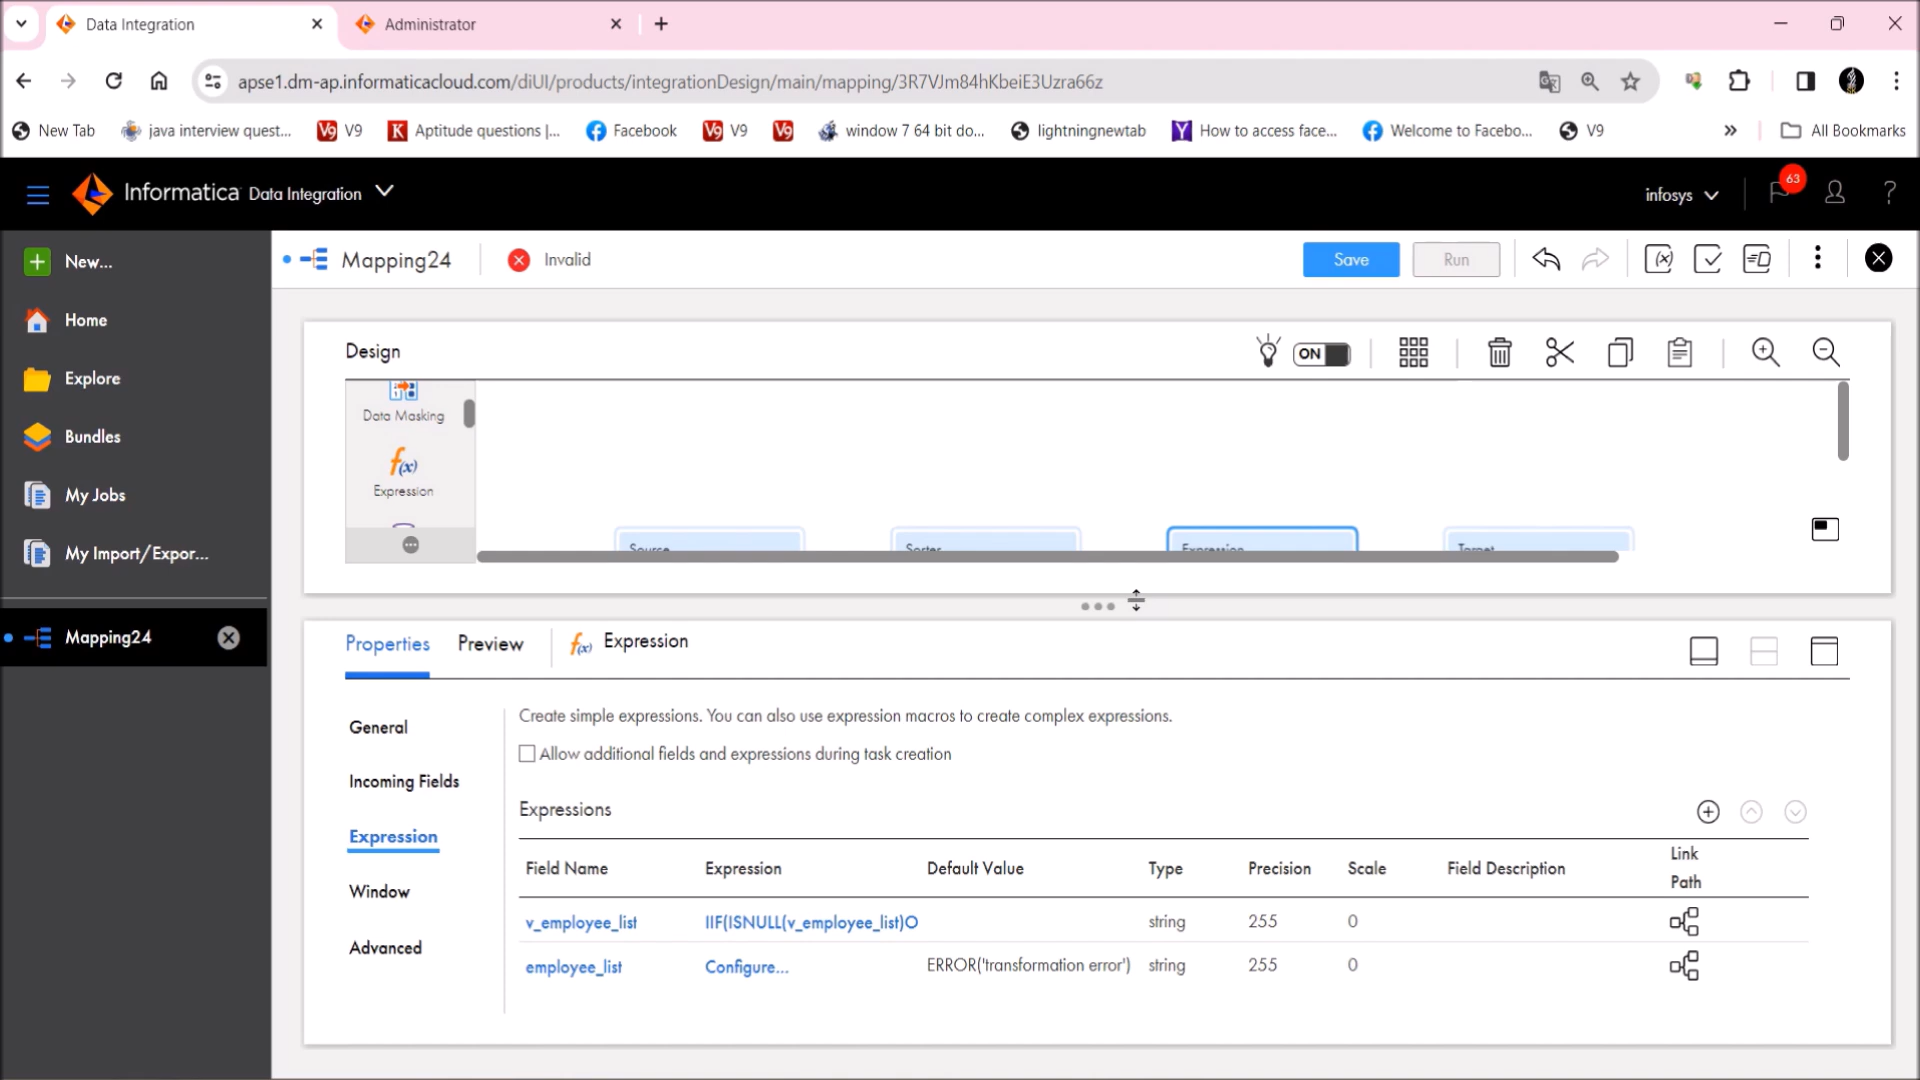 Data Integration
Administrator
apse1.dm-ap.informaticacloud.com/diUI/products/integrationDesign/main/mapping/3R7VJm84hKbeiE3Uzra66z
New Tab
java interview quest...
V9
Aptitude questions |...
Facebook
V9
window 7 64 bit do...
lightningnewtab
How to access face...
Welcome to Facebo...
V9
All Bookmarks
Informatica Data Integration
infosys
63
New...
Home
Explore
Bundles
My Jobs
My Import/Expor...
Mapping24
Mapping24
Invalid
Save
Run
Design
ON
Data Masking
Expression
Source
Sorter
Expression
Target
Properties
Preview
Expression
General
Incoming Fields
Expression
Window
Advanced
Create simple expressions. You can also use expression macros to create complex expressions.
Allow additional fields and expressions during task creation
Expressions
Field Name Expression Default Value Type Precision Scale Field Description Link Path
v_employee_list IIF(ISNULL(v_employee_list)O string 255 0
employee_list Configure... ERROR('transformation error') string 255 0